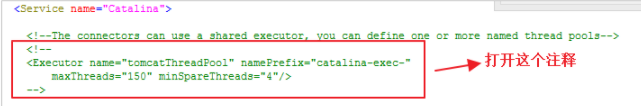 <Service name="Catalina">
<!--The connectors can use a shared executor, you can define one or more named thread pools-->
<!--
<Executor name="tomcatThreadPool" namePrefix="catalina-exec-"
打开这个注释
maxThreads="150" minSpareThreads="4"/>
-->